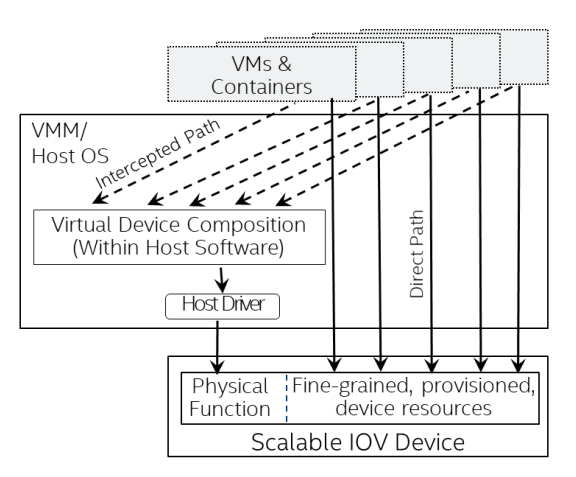 VMs &
Containers
VMM/
Host OS
Intercepted Path
Virtual Device Composition
(Within Host Software)
Direct Path
Host Driver
Physical
Function
Fine-grained, provisioned,
device resources
Scalable IOV Device